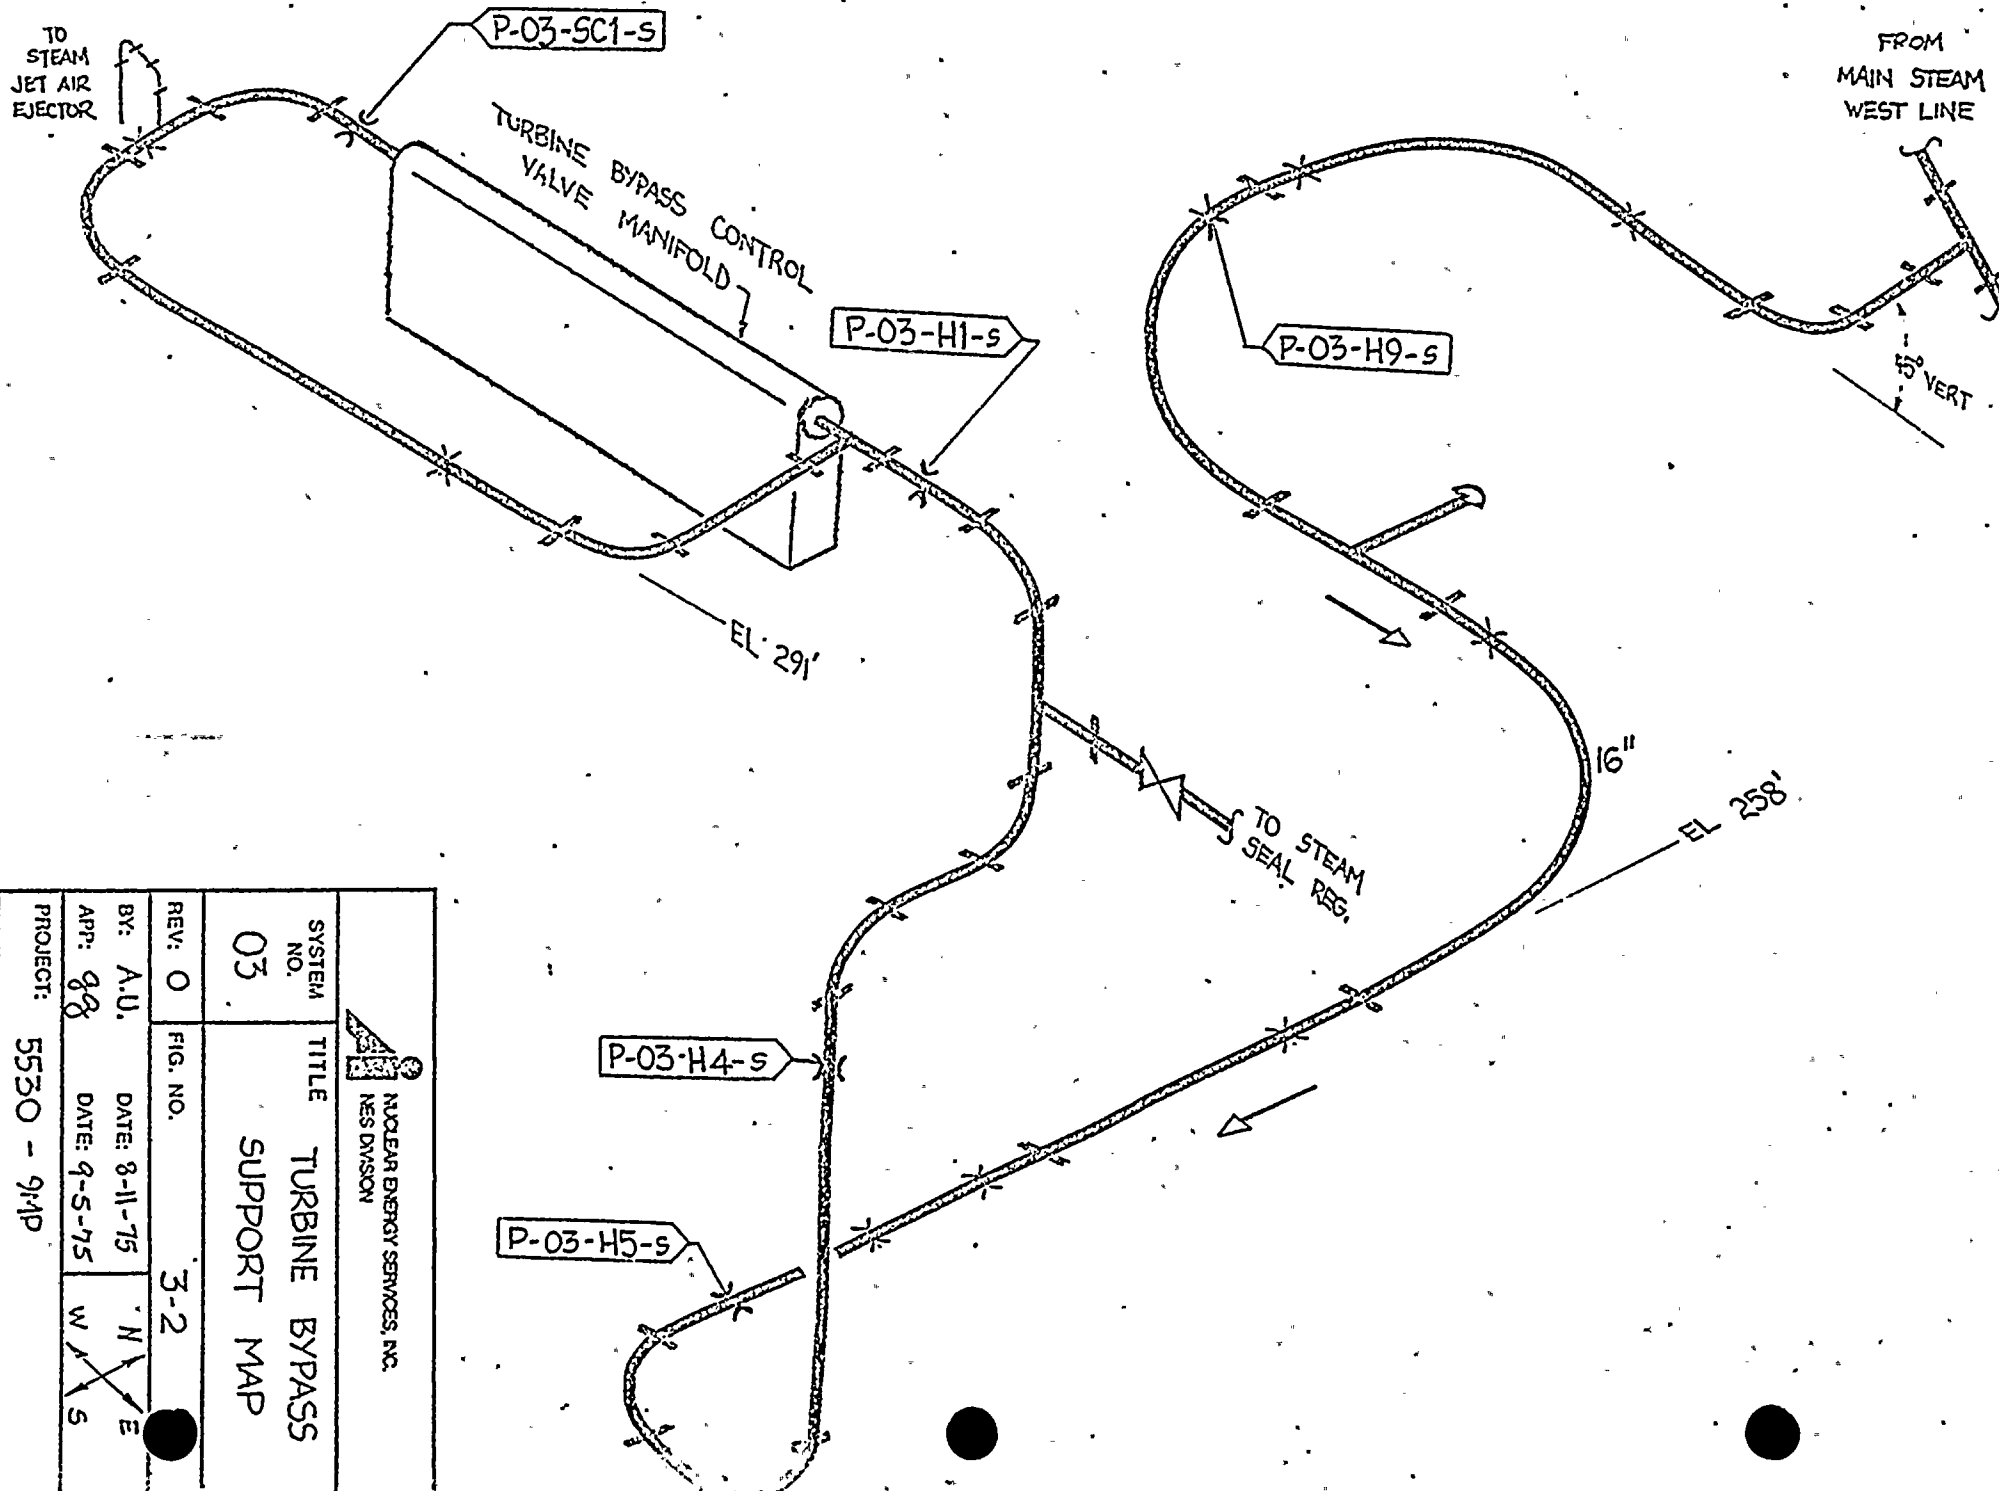 TO
STEAM
JET AIR
EJECTOR
P-03-SC1-S
TURBINE BYPASS CONTROL
VALVE MANIFOLD
P-03-H1-S
P-03-H9-S
FROM
MAIN STEAM
WEST LINE
45° VERT
EL 291'
16"
EL 258'
TO STEAM
SEAL REG.
P-03-H4-S
P-03-H5-S
NUCLEAR ENERGY SERVICES, INC.
NES DIVISION
SYSTEM
NO.
03
TITLE
TURBINE BYPASS
SUPPORT MAP
REV: 0
FIG. NO.
3-2
BY: A.U.
DATE: 8-11-75
APP:
DATE: 9-5-75
PROJECT: 5530 - 9MP
N
E
W
S